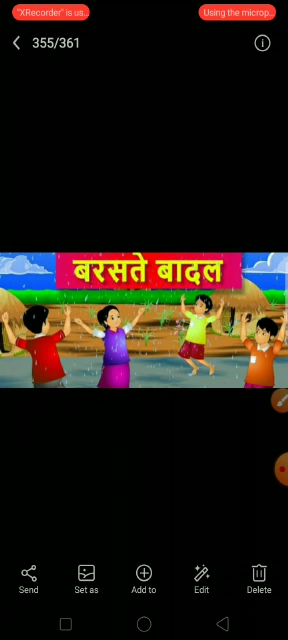 "XRecorder" is us..
Using the microp..
355/361
बरसते बादल
Send
Set as
Add to
Edit
Delete